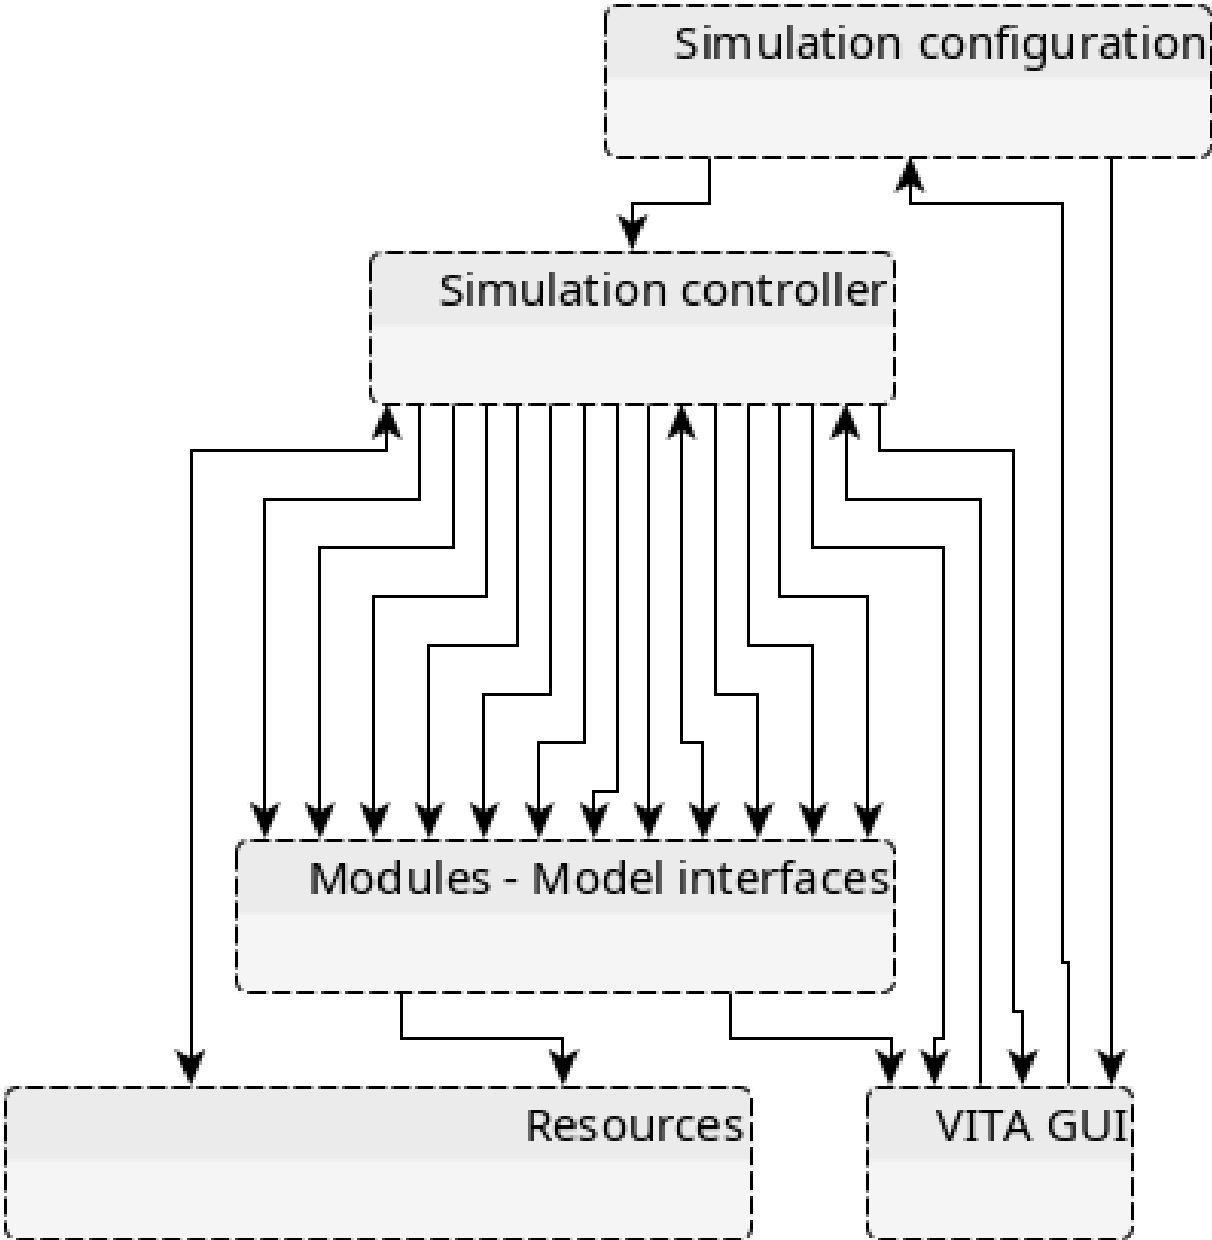 Simulation configuration
Simulation controller
Modules - Model interfaces
Resources
VITA GUI